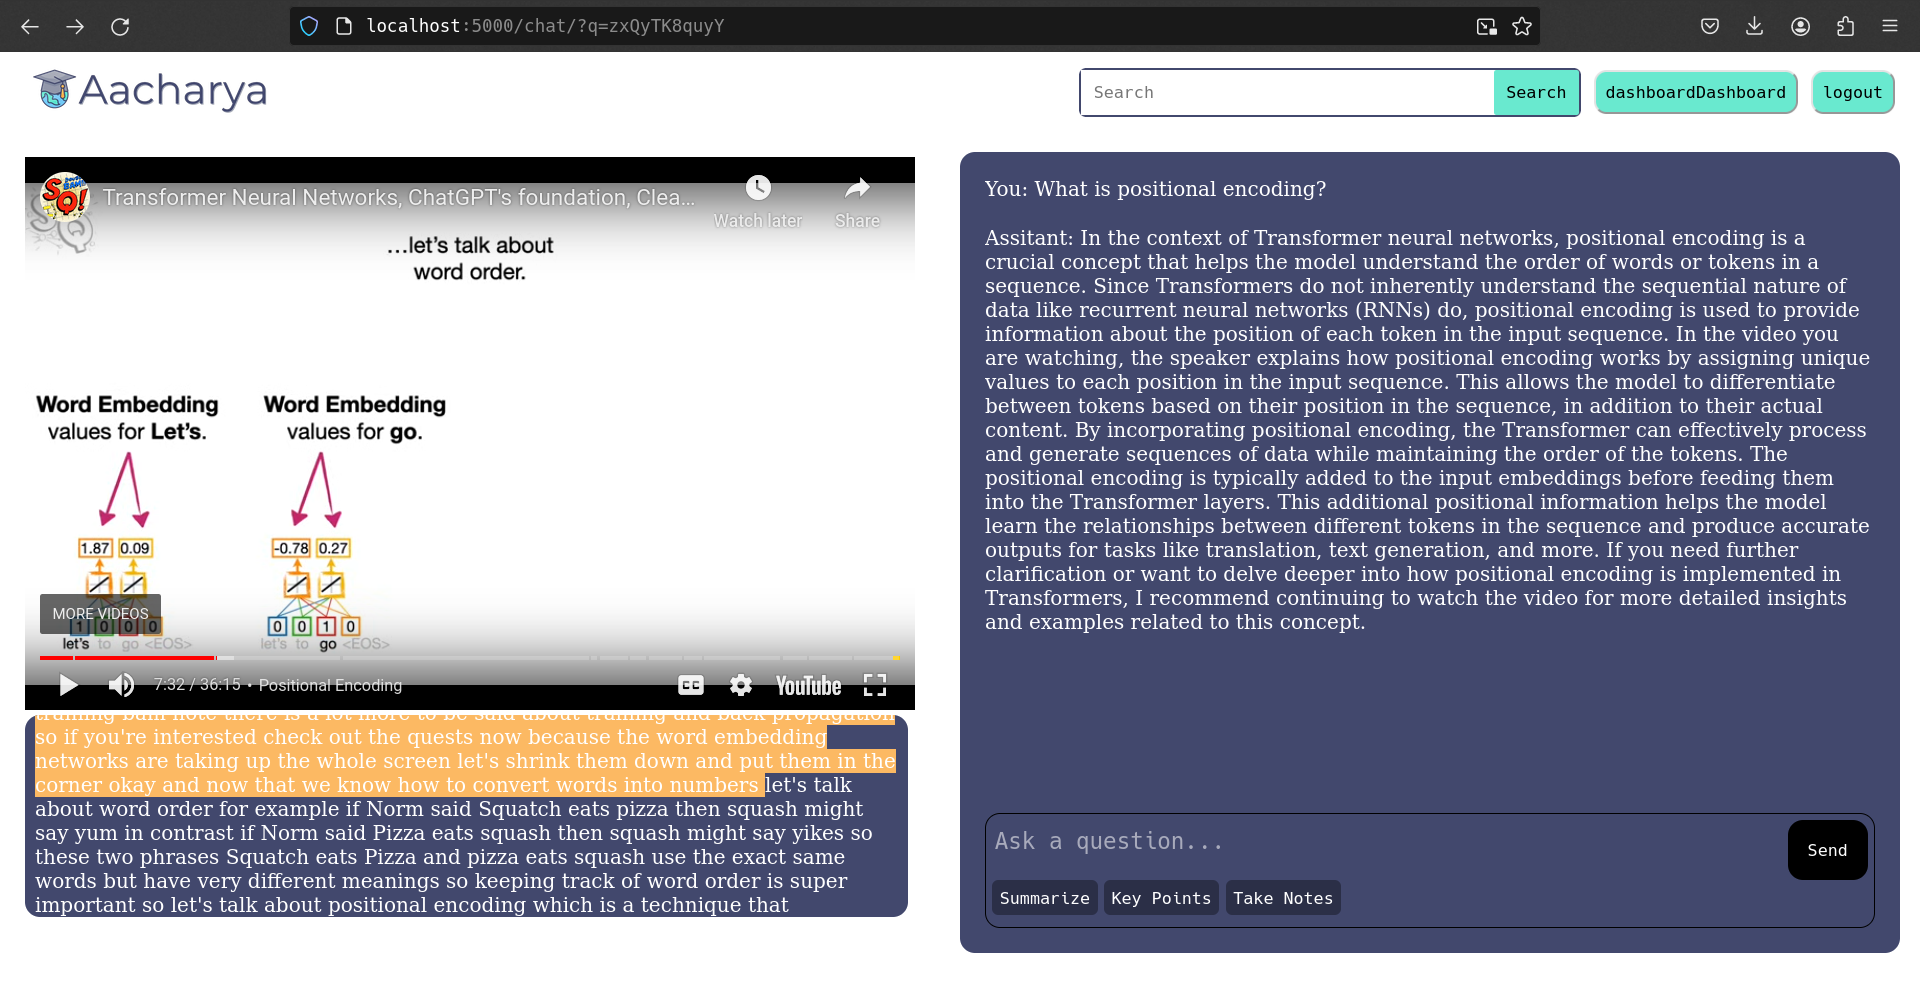 localhost:5000/chat/?q=zxQyTK8quyY
Aacharya
Search
Search
dashboardDashboard
logout
Transformer Neural Networks, ChatGPT's foundation, Clea...
Watch later
Share
...let's talk about
word order.
Word Embedding
values for Let's.
Word Embedding
values for go.
1.87 0.09
-0.78 0.27
MORE VIDEOS
1 0 0 0
0 0 1 0
let's to go <EOS>
let's to go <EOS>
7:32 / 36:15 • Positional Encoding
CC
YouTube
training bam note there is a lot more to be said about training and back propagation
so if you're interested check out the quests now because the word embedding
networks are taking up the whole screen let's shrink them down and put them in the
corner okay and now that we know how to convert words into numbers let's talk
about word order for example if Norm said Squatch eats pizza then squash might
say yum in contrast if Norm said Pizza eats squash then squash might say yikes so
these two phrases Squatch eats Pizza and pizza eats squash use the exact same
words but have very different meanings so keeping track of word order is super
important so let's talk about positional encoding which is a technique that
You: What is positional encoding?
Assitant: In the context of Transformer neural networks, positional encoding is a
crucial concept that helps the model understand the order of words or tokens in a
sequence. Since Transformers do not inherently understand the sequential nature of
data like recurrent neural networks (RNNs) do, positional encoding is used to provide
information about the position of each token in the input sequence. In the video you
are watching, the speaker explains how positional encoding works by assigning unique
values to each position in the input sequence. This allows the model to differentiate
between tokens based on their position in the sequence, in addition to their actual
content. By incorporating positional encoding, the Transformer can effectively process
and generate sequences of data while maintaining the order of the tokens. The
positional encoding is typically added to the input embeddings before feeding them
into the Transformer layers. This additional positional information helps the model
learn the relationships between different tokens in the sequence and produce accurate
outputs for tasks like translation, text generation, and more. If you need further
clarification or want to delve deeper into how positional encoding is implemented in
Transformers, I recommend continuing to watch the video for more detailed insights
and examples related to this concept.
Ask a question...
Send
Summarize
Key Points
Take Notes